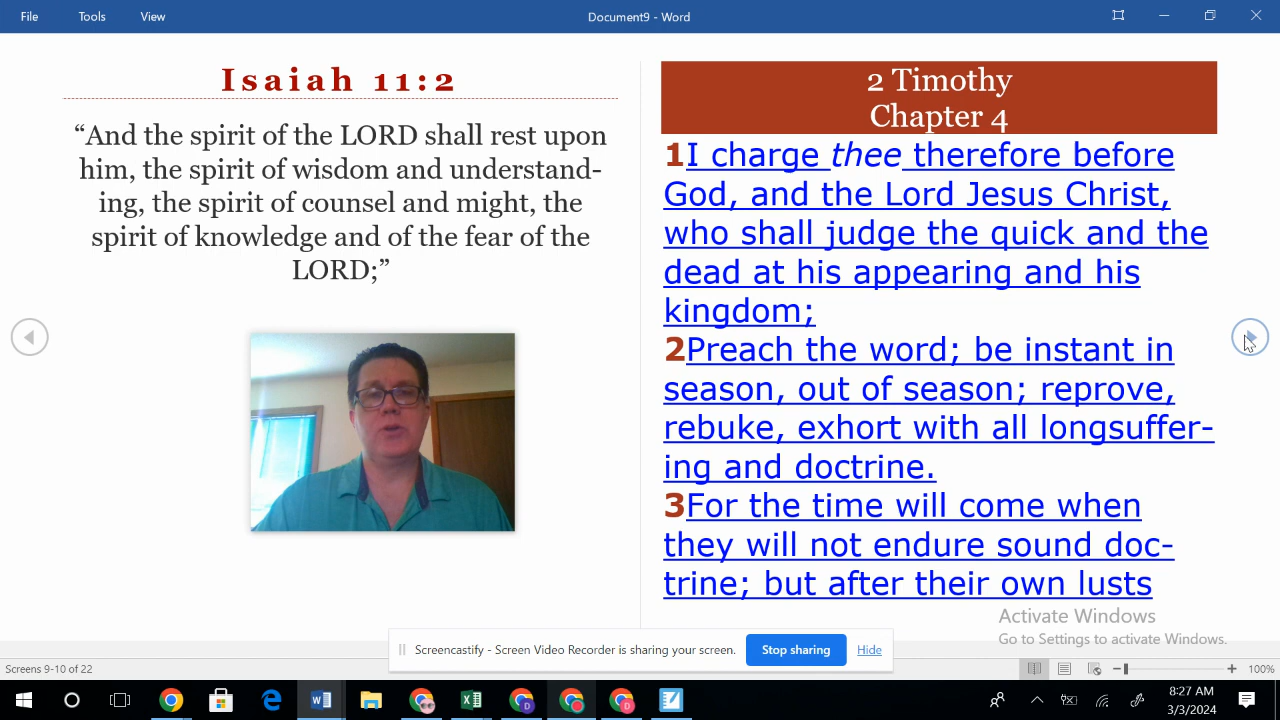 File Tools View Document9 - Word
Isaiah 11:2
“And the spirit of the LORD shall rest upon
him, the spirit of wisdom and understand-
ing, the spirit of counsel and might, the
spirit of knowledge and of the fear of the
LORD;”
2 Timothy
Chapter 4
1I charge thee therefore before
God, and the Lord Jesus Christ,
who shall judge the quick and the
dead at his appearing and his
kingdom;
2Preach the word; be instant in
season, out of season; reprove,
rebuke, exhort with all longsuffer-
ing and doctrine.
3For the time will come when
they will not endure sound doc-
trine; but after their own lusts
Activate Windows
Go to Settings to activate Windows.
Screencastify - Screen Video Recorder is sharing your screen. Stop sharing Hide
Screens 9-10 of 22 100%
8:27 AM
3/3/2024